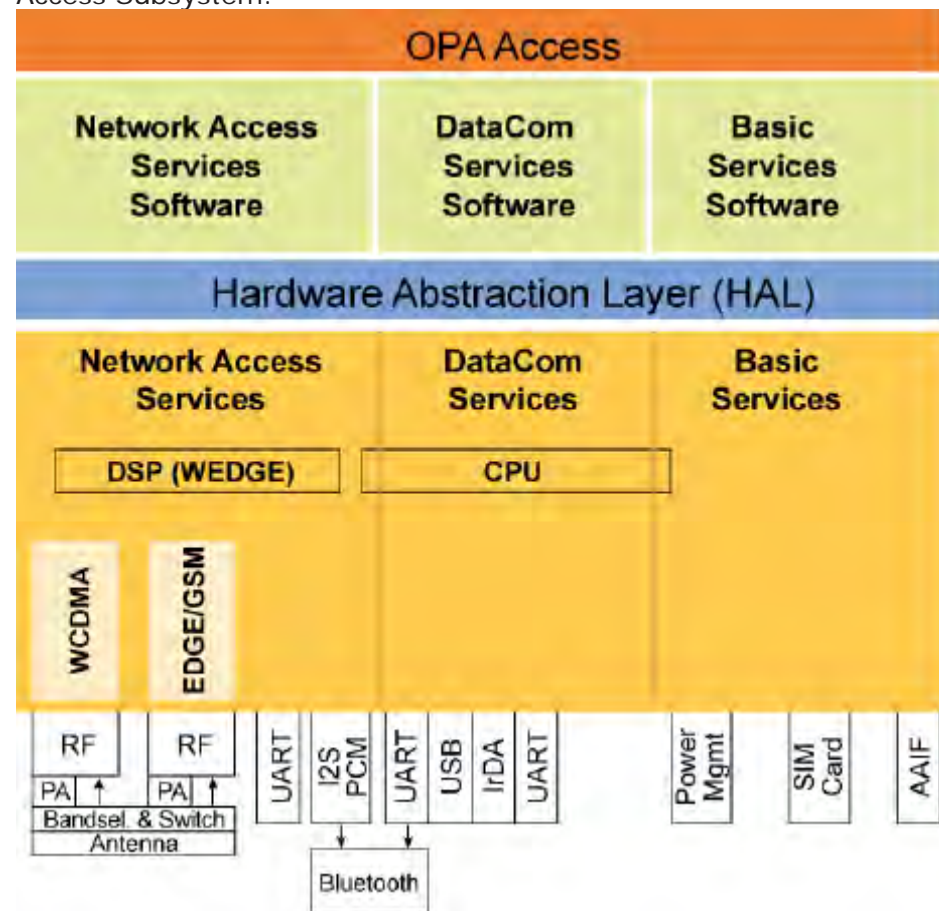 Access Subsystem.
OPA Access
Network Access
Services
Software
DataCom
Services
Software
Basic
Services
Software
Hardware Abstraction Layer (HAL)
Network Access
Services
DataCom
Services
Basic
Services
DSP (WEDGE)
CPU
WCDMA
EDGE/GSM
RF
RF
UART
I2S
PCM
UART
USB
IrDA
UART
Power
Mgmt
SIM
Card
AAIF
PA
PA
Bandsel. & Switch
Antenna
Bluetooth